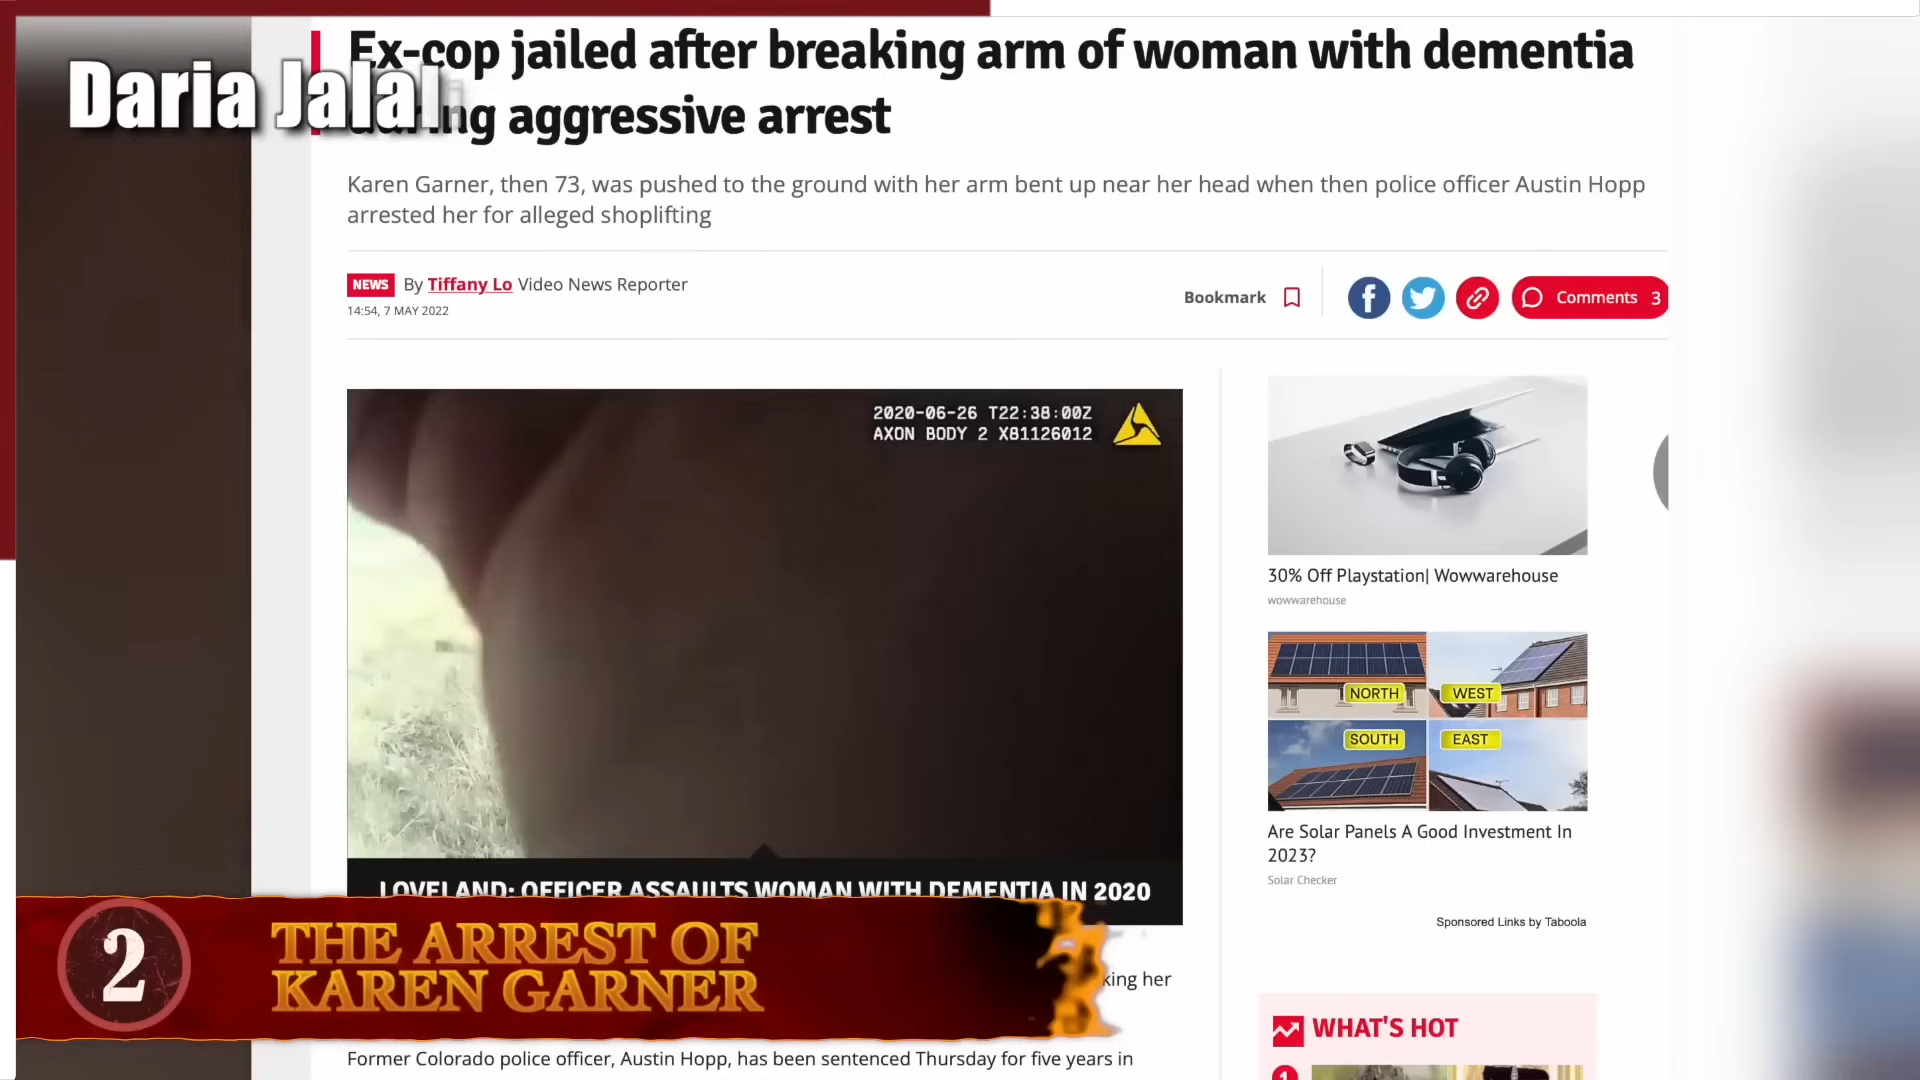 Ex-cop jailed after breaking arm of woman with dementia
during aggressive arrest
Daria Jalal
Karen Garner, then 73, was pushed to the ground with her arm bent up near her head when then police officer Austin Hopp
arrested her for alleged shoplifting
NEWS By Tiffany Lo Video News Reporter
14:54, 7 MAY 2022
Bookmark
Comments 3
2020-06-26 T22:38:00Z
AXON BODY 2 X81126012
LOVELAND: OFFICER ASSAULTS WOMAN WITH DEMENTIA IN 2020
30% Off Playstation| Wowwarehouse
wowwarehouse
NORTH
WEST
SOUTH
EAST
Are Solar Panels A Good Investment In
2023?
Solar Checker
Sponsored Links by Taboola
2
THE ARREST OF
KAREN GARNER
king her
Former Colorado police officer, Austin Hopp, has been sentenced Thursday for five years in
WHAT'S HOT
1